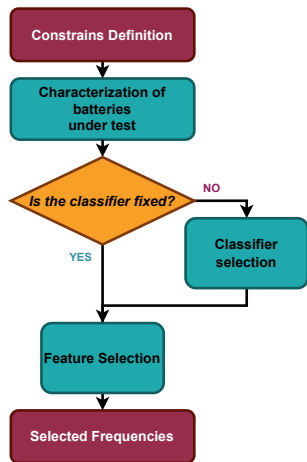 Constrains Definition
Characterization of
batteries
under test
Is the classifier fixed?
NO
YES
Classifier
selection
Feature Selection
Selected Frequencies